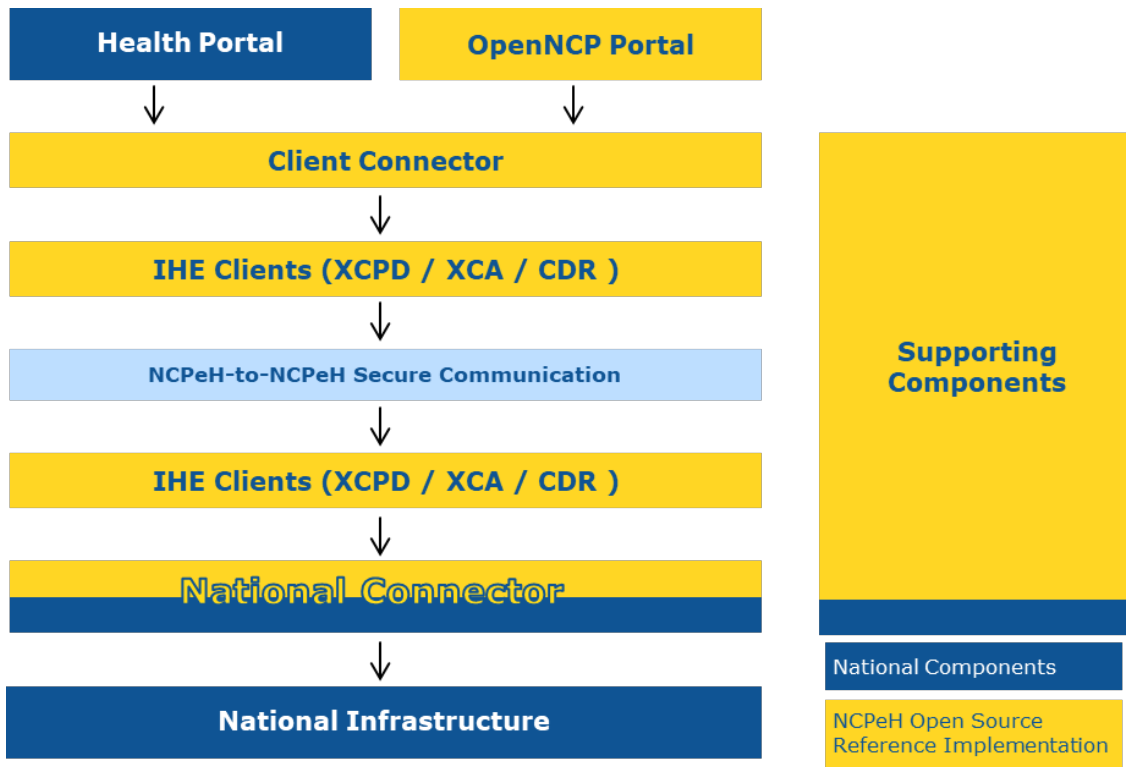 Health Portal
OpenNCP Portal
Client Connector
IHE Clients (XCPD / XCA / CDR )
NCPeH-to-NCPeH Secure Communication
IHE Clients (XCPD / XCA / CDR )
National Connector
National Infrastructure
Supporting
Components
National Components
NCPeH Open Source
Reference Implementation